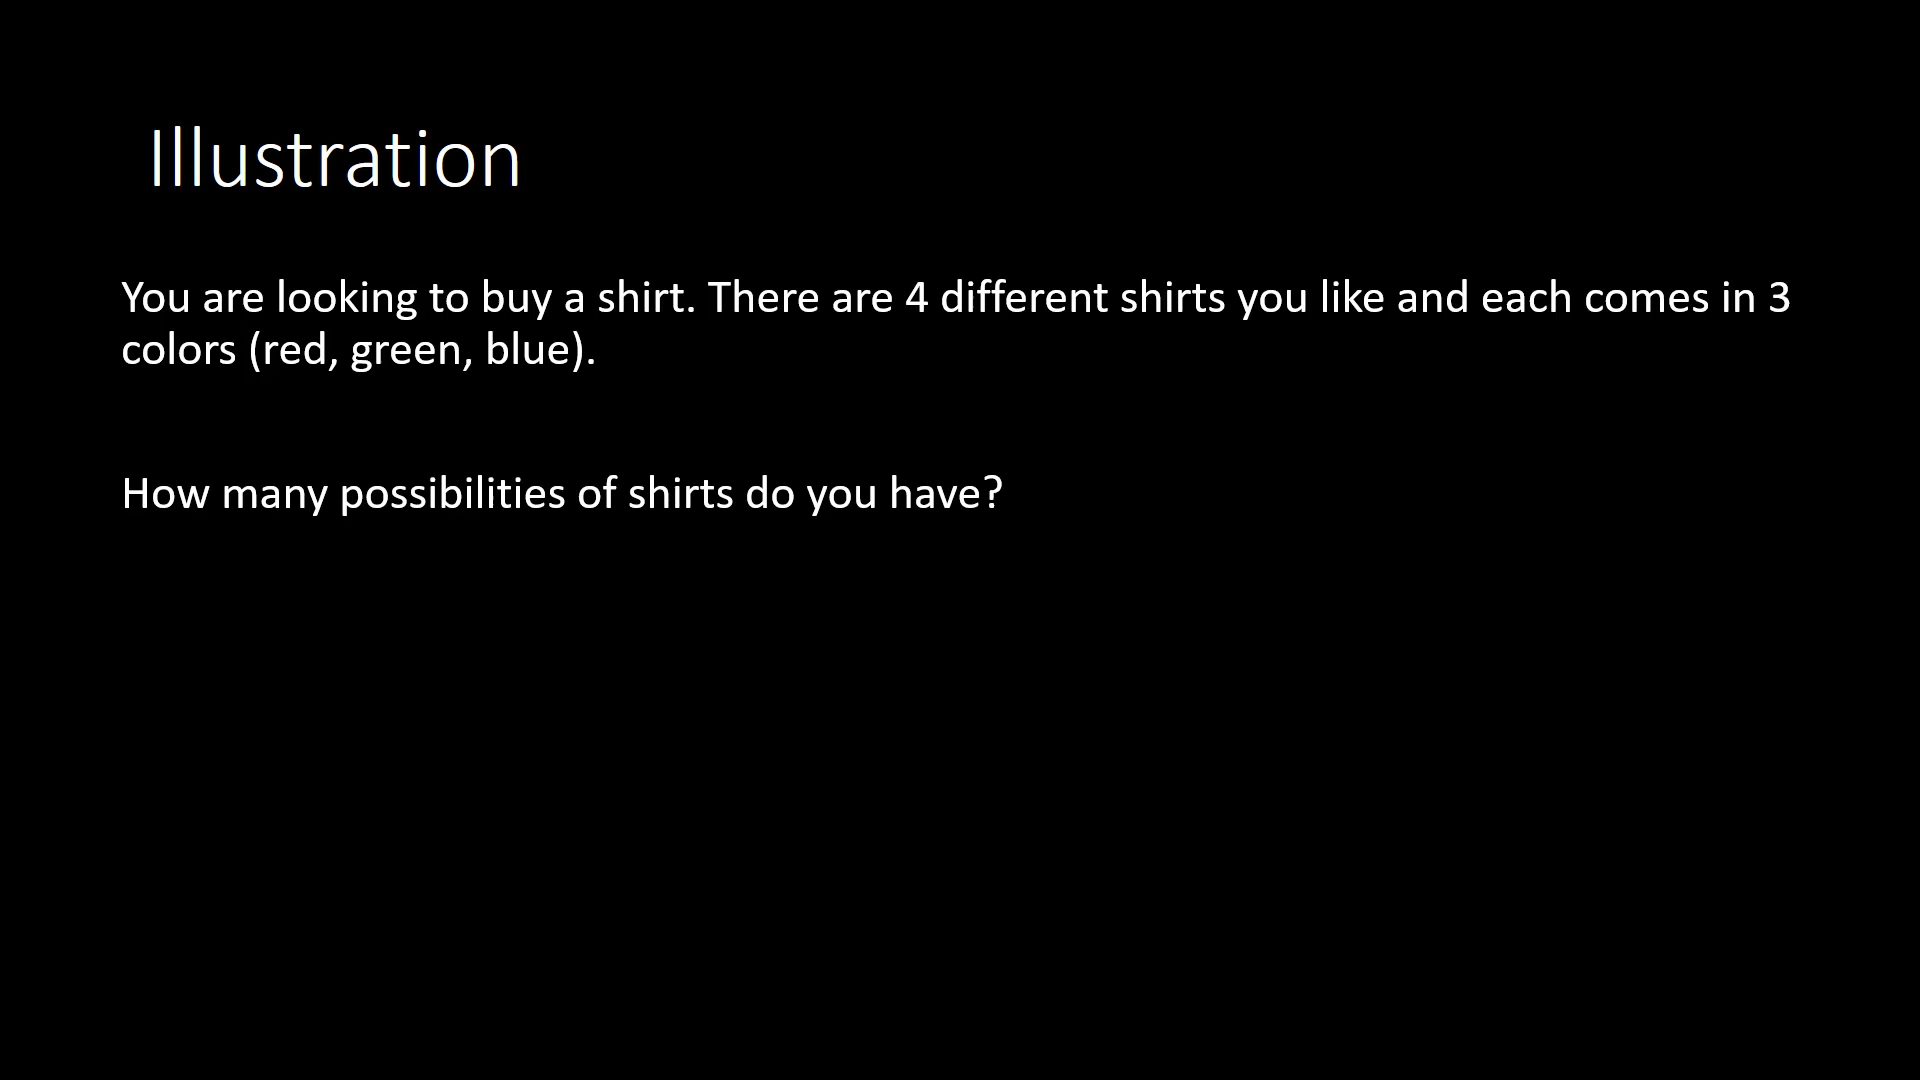 Illustration
You are looking to buy a shirt. There are 4 different shirts you like and each comes in 3
colors (red, green, blue).
How many possibilities of shirts do you have?